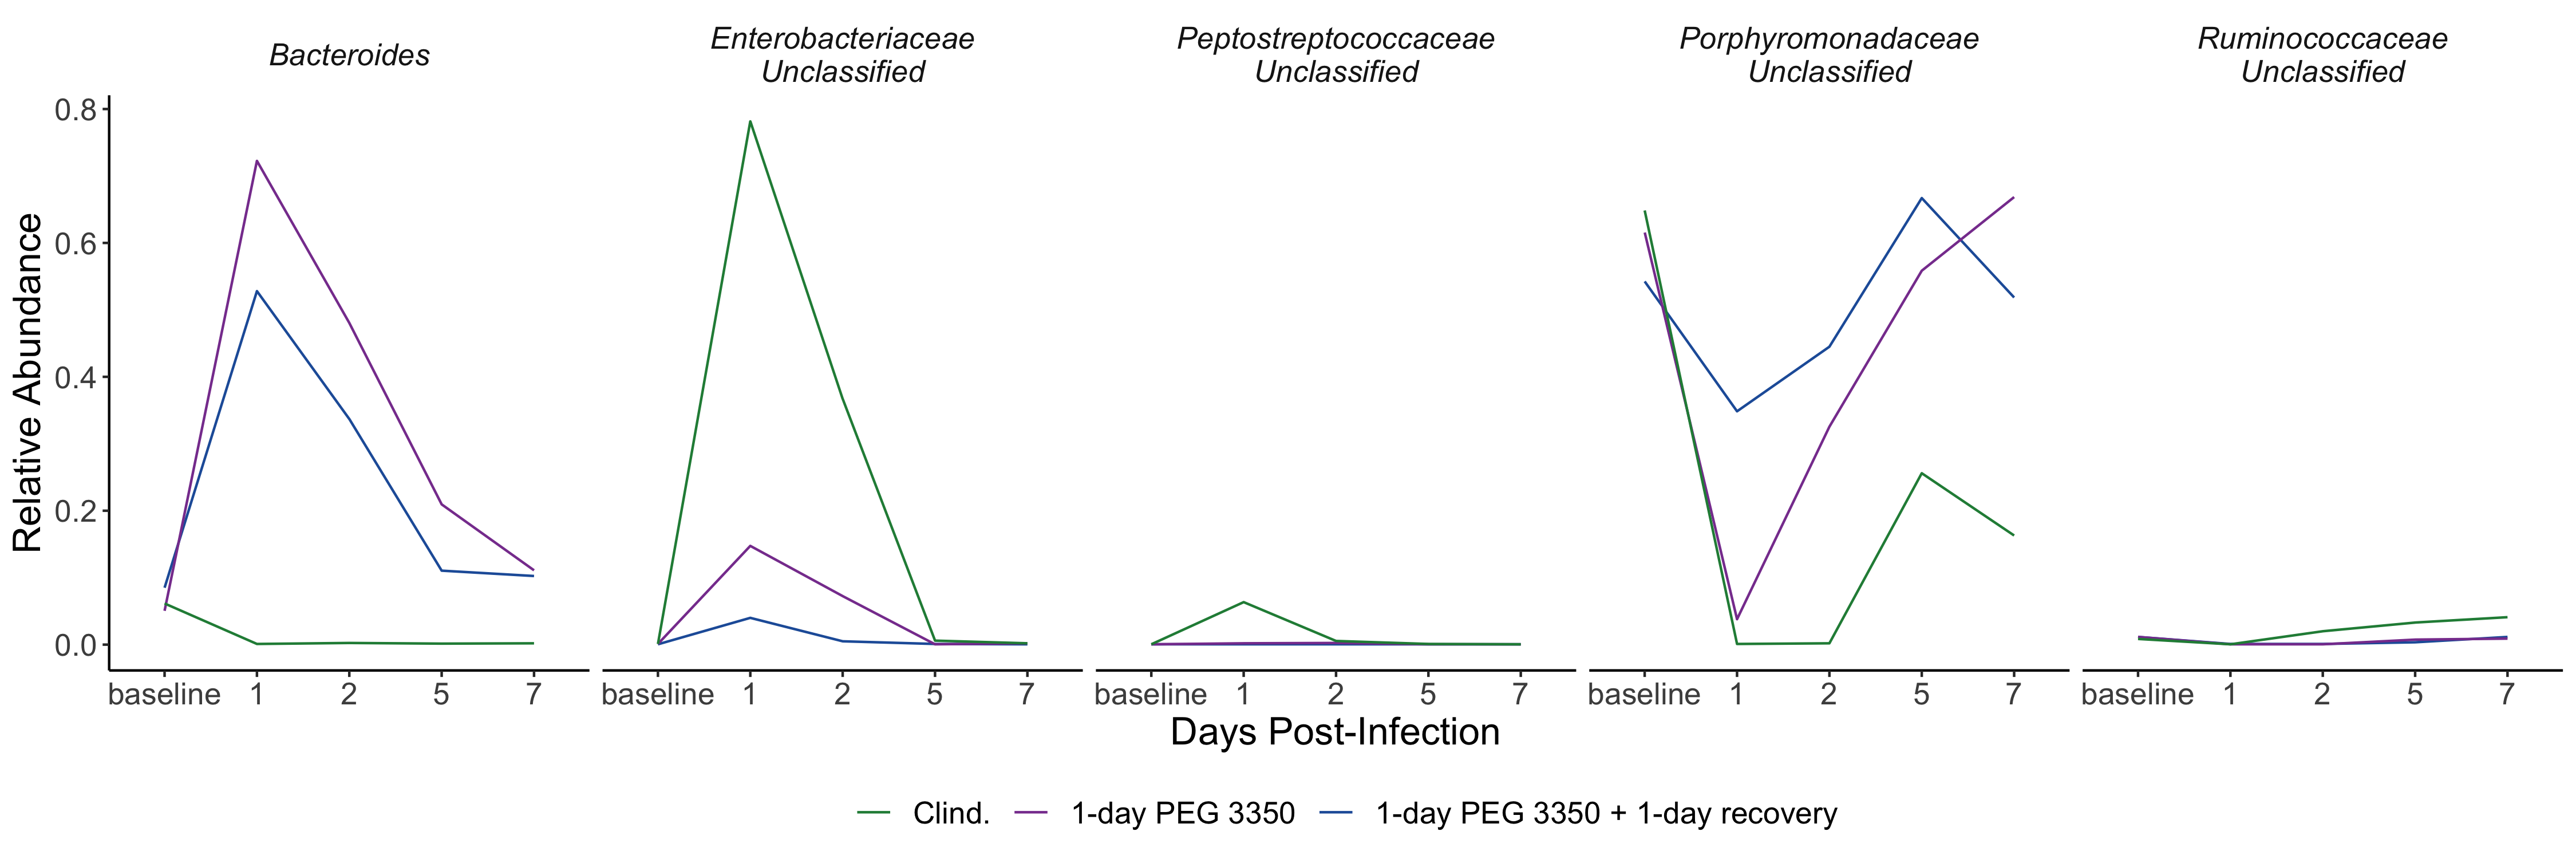 Bacteroides
Enterobacteriaceae
Unclassified
Peptostreptococcaceae
Unclassified
Porphyromonadaceae
Unclassified
Ruminococcaceae
Unclassified
Relative Abundance
0.8
0.6
0.4
0.2
0.0
baseline 1 2 5 7
baseline 1 2 5 7
baseline 1 2 5 7
baseline 1 2 5 7
baseline 1 2 5 7
Days Post-Infection
Clind. 1-day PEG 3350 1-day PEG 3350 + 1-day recovery